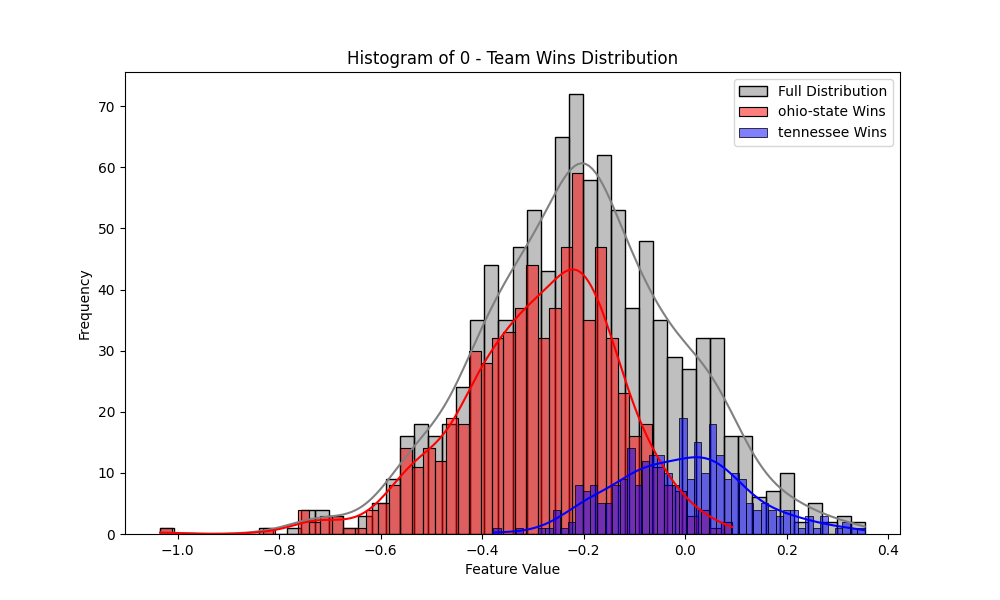 Histogram of 0 - Team Wins Distribution
Full Distribution
ohio-state Wins
tennessee Wins
70
60
50
40
30
20
10
0
Frequency
−1.0
−0.8
−0.6
−0.4
−0.2
0.0
0.2
0.4
Feature Value